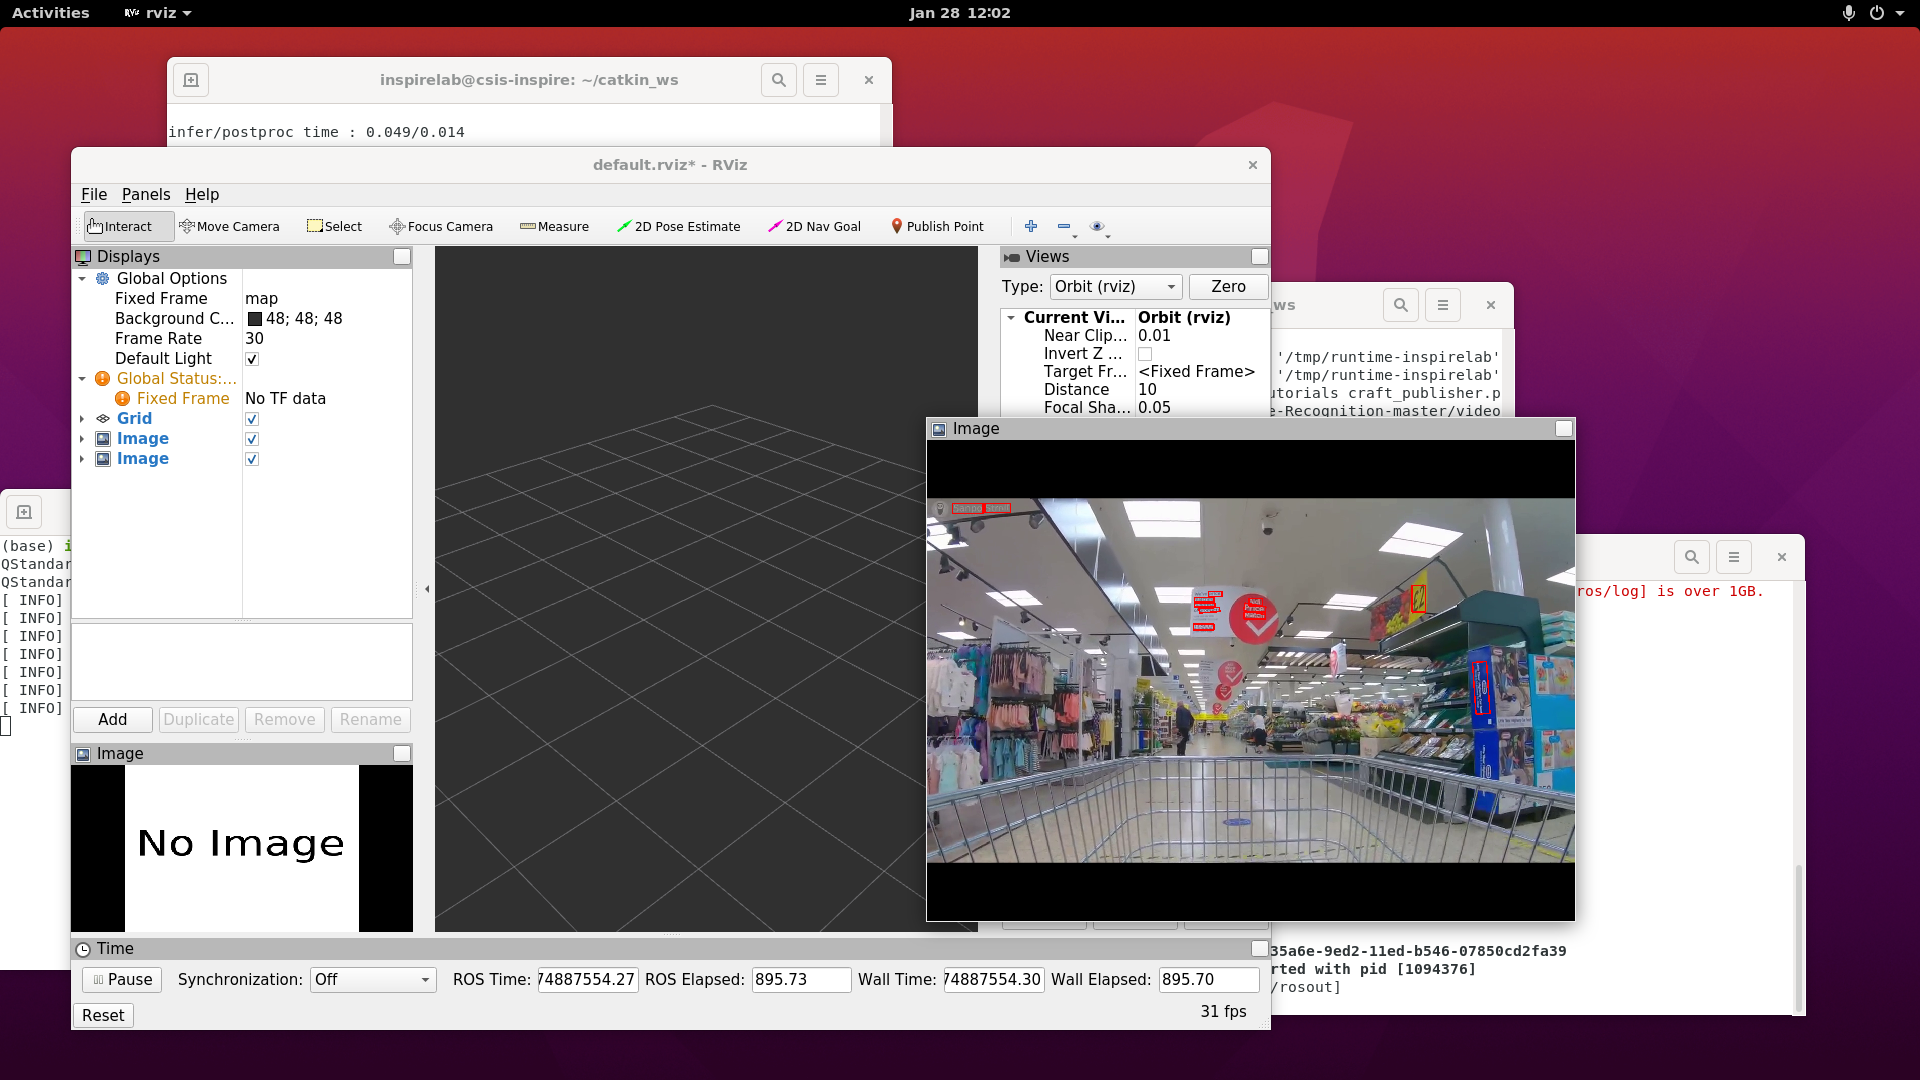 Activities
rviz
Jan 28 12:02
inspirelab@csis-inspire: ~/catkin_ws
infer/postproc time : 0.049/0.014
default.rviz* - RViz
File Panels Help
Interact
Move Camera
Select
Focus Camera
Measure
2D Pose Estimate
2D Nav Goal
Publish Point
Displays
Global Options
Fixed Frame map
Background C... 48; 48; 48
Frame Rate 30
Default Light
Global Status:...
Fixed Frame No TF data
Grid
Image
Image
Add Duplicate Remove Rename
Image
No Image
Views
Type: Orbit (rviz) Zero
Current Vi... Orbit (rviz)
Near Clip... 0.01
Invert Z ...
Target Fr... <Fixed Frame>
Distance 10
Focal Sha... 0.05
ws
'/tmp/runtime-inspirelab'
'/tmp/runtime-inspirelab'
utorials craft_publisher.p
e-Recognition-master/video
Image
Aldi
Price
Match
(base) i
QStandar
QStandar
[ INFO]
[ INFO]
[ INFO]
[ INFO]
[ INFO]
[ INFO]
[ INFO]
ros/log] is over 1GB.
35a6e-9ed2-11ed-b546-07850cd2fa39
rted with pid [1094376]
/rosout]
Time
Pause
Synchronization: Off
ROS Time: 74887554.27
ROS Elapsed: 895.73
Wall Time: 74887554.30
Wall Elapsed: 895.70
Reset
31 fps